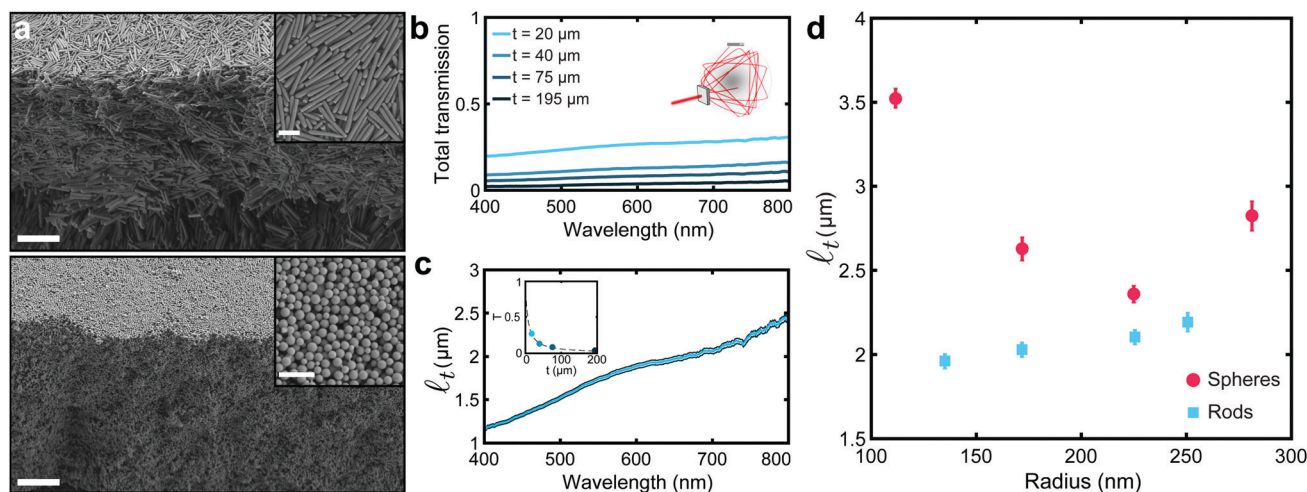 a
b
1
0.5
0
Total transmission
t = 20 μm
t = 40 μm
t = 75 μm
t = 195 μm
400
500
600
700
800
Wavelength (nm)
c
3
2.5
2
1.5
1
ℓt (μm)
1
0.5
0
T
0
100
200
t (μm)
400
500
600
700
800
Wavelength (nm)
d
4
3.5
3
2.5
2
1.5
ℓt (μm)
Spheres
Rods
100
150
200
250
300
Radius (nm)